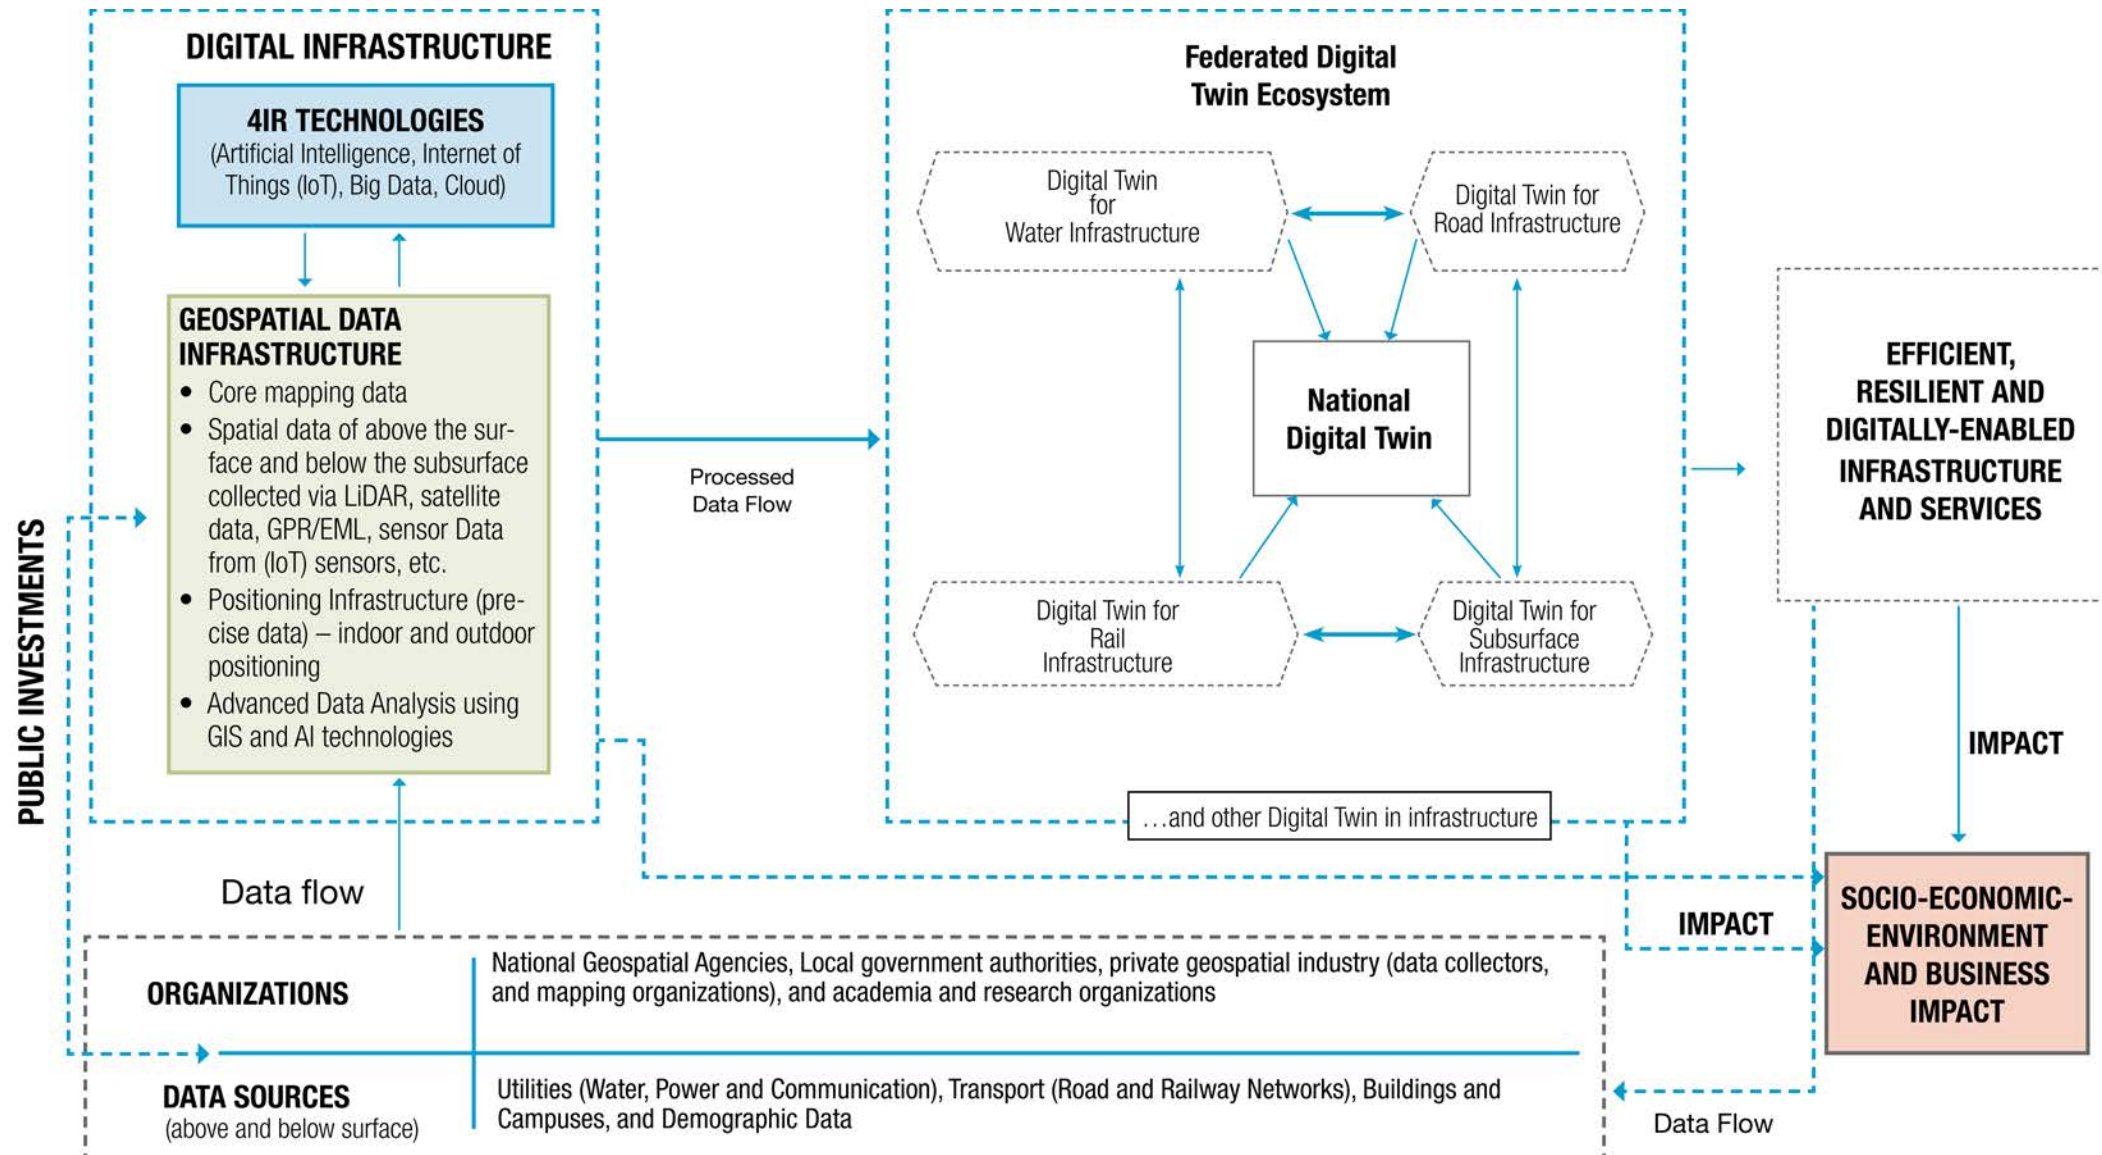 DIGITAL INFRASTRUCTURE
4IR TECHNOLOGIES
(Artificial Intelligence, Internet of
Things (IoT), Big Data, Cloud)
GEOSPATIAL DATA
INFRASTRUCTURE
• Core mapping data
• Spatial data of above the sur-
face and below the subsurface
collected via LiDAR, satellite
data, GPR/EML, sensor Data
from (IoT) sensors, etc.
• Positioning Infrastructure (pre-
cise data) – indoor and outdoor
positioning
• Advanced Data Analysis using
GIS and AI technologies
PUBLIC INVESTMENTS
Data flow
Processed
Data Flow
Federated Digital
Twin Ecosystem
Digital Twin
for
Water Infrastructure
Digital Twin for
Road Infrastructure
National
Digital Twin
Digital Twin for
Rail
Infrastructure
Digital Twin for
Subsurface
Infrastructure
…and other Digital Twin in infrastructure
EFFICIENT,
RESILIENT AND
DIGITALLY-ENABLED
INFRASTRUCTURE
AND SERVICES
IMPACT
IMPACT
SOCIO-ECONOMIC-
ENVIRONMENT
AND BUSINESS
IMPACT
Data Flow
ORGANIZATIONS
National Geospatial Agencies, Local government authorities, private geospatial industry (data collectors,
and mapping organizations), and academia and research organizations
DATA SOURCES
(above and below surface)
Utilities (Water, Power and Communication), Transport (Road and Railway Networks), Buildings and
Campuses, and Demographic Data